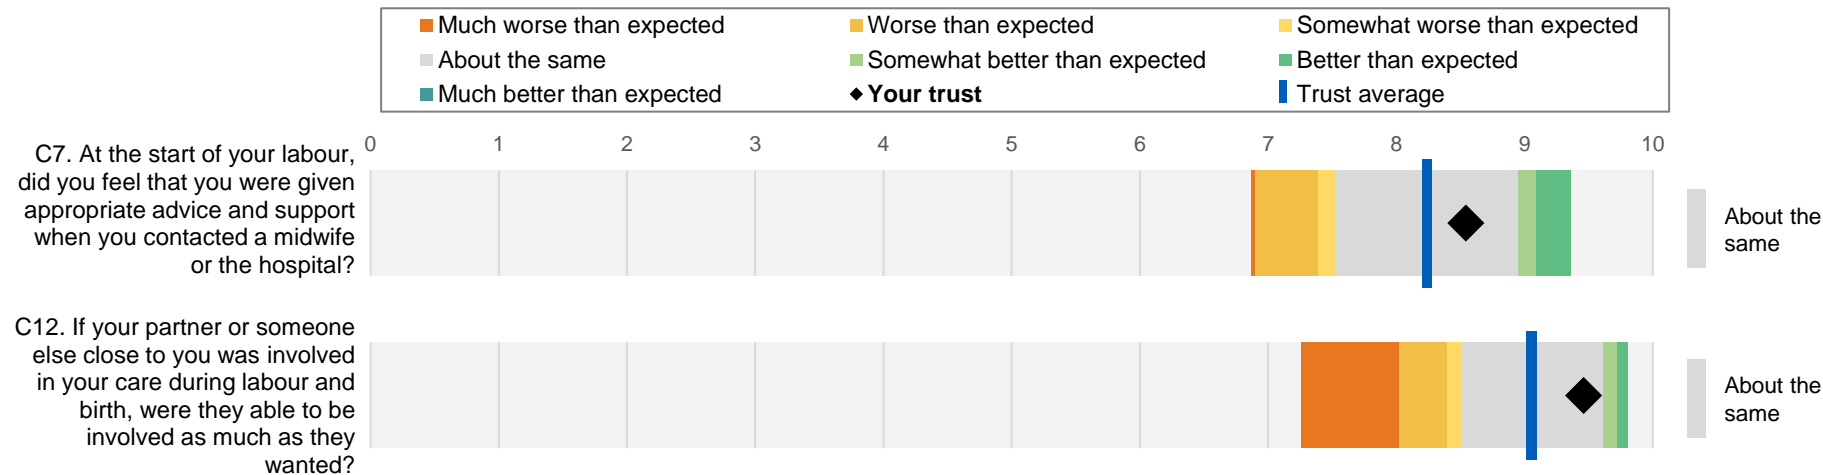 Much worse than expected
Worse than expected
Somewhat worse than expected
About the same
Somewhat better than expected
Better than expected
Much better than expected
Your trust
Trust average
0 1 2 3 4 5 6 7 8 9 10
C7. At the start of your labour,
did you feel that you were given
appropriate advice and support
when you contacted a midwife
or the hospital?
About the
same
C12. If your partner or someone
else close to you was involved
in your care during labour and
birth, were they able to be
involved as much as they
wanted?
About the
same